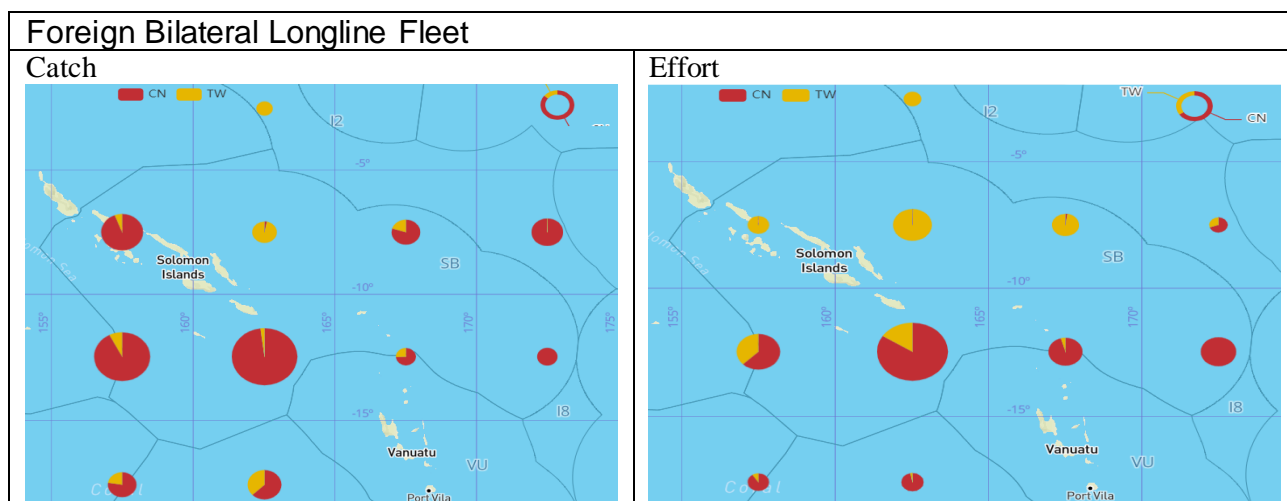 Foreign Bilateral Longline Fleet
Catch
CN TW
I2
-5°
Solomon
Islands
SB
-10°
155°
160°
165°
170°
175°
-15°
I8
Vanuatu
VU
Port Vila
Effort
CN TW
TW
CN
I2
-5°
Solomon
Islands
SB
-10°
155°
160°
165°
170°
-15°
I8
Vanuatu
VU
Port Vila